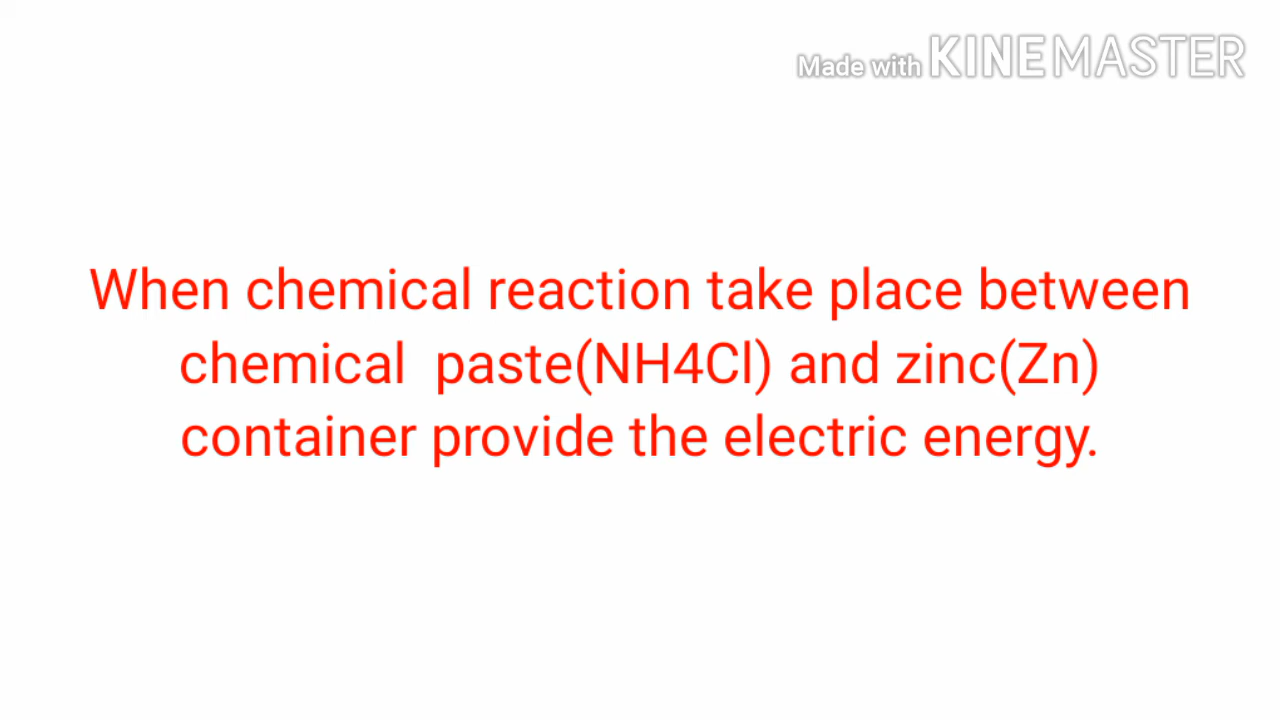 Made with KINEMASTER
When chemical reaction take place between
chemical  paste(NH4Cl) and zinc(Zn)
container provide the electric energy.